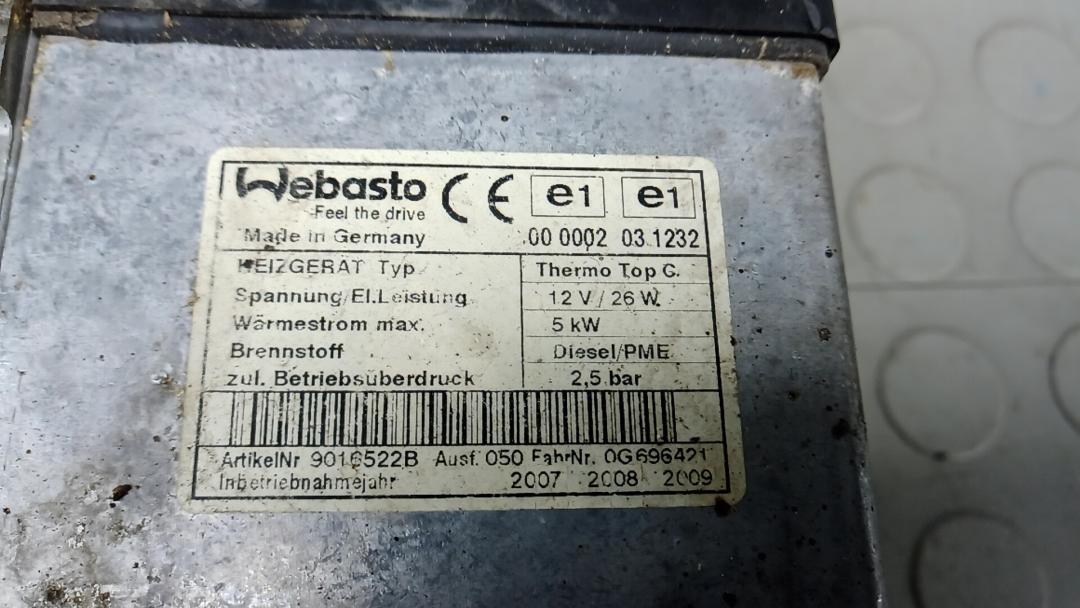 Webasto CE e1 e1
Feel the drive
Made in Germany 00 0002 03 1232
HEIZGERÄT Typ Thermo Top C
Spannung/El.Leistung 12 V / 26 W
Wärmestrom max. 5 kW
Brennstoff Diesel/PME
zul. Betriebsüberdruck 2,5 bar
ArtikelNr 9016522B Ausf. 050 FabrNr. 0G696421
Inbetriebnahmejahr 2007 2008 2009